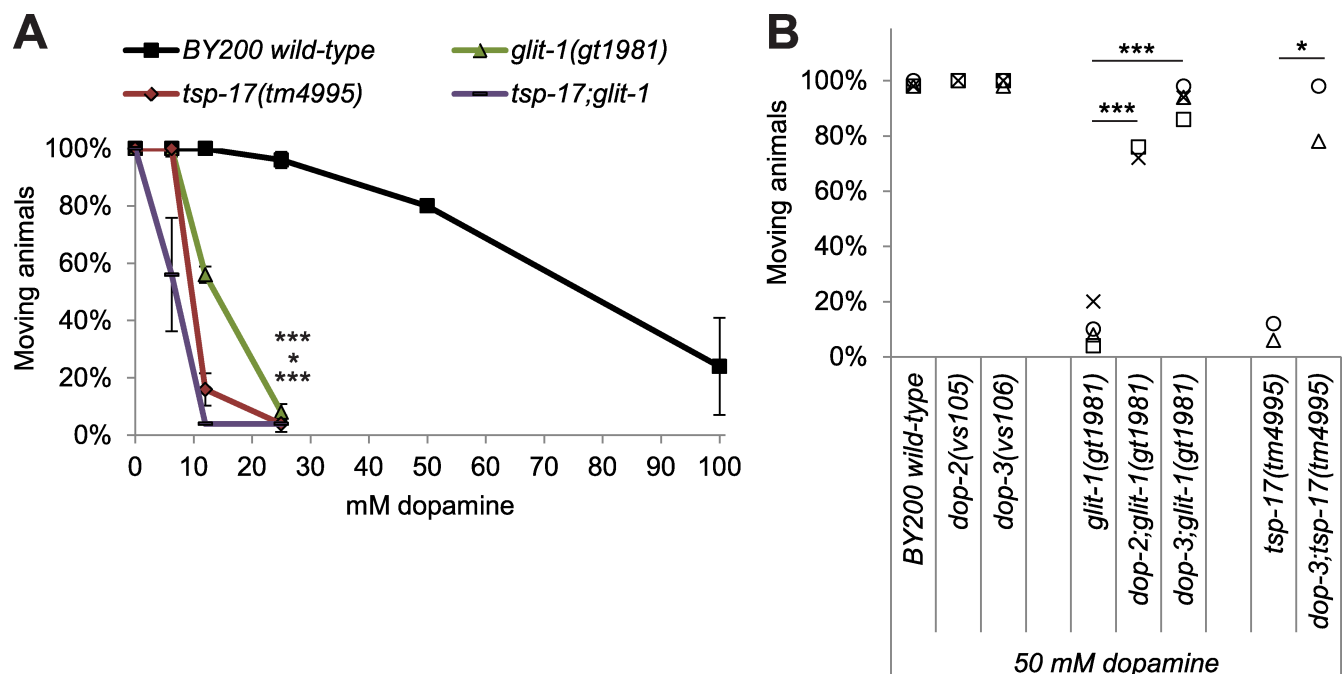 A
BY200 wild-type
glit-1(gt1981)
tsp-17(tm4995)
tsp-17;glit-1
Moving animals
100%
80%
60%
40%
20%
0%
***
*
***
0 10 20 30 40 50 60 70 80 90 100
mM dopamine
B
Moving animals
100%
80%
60%
40%
20%
0%
***
***
*
BY200 wild-type
dop-2(vs105)
dop-3(vs106)
glit-1(gt1981)
dop-2;glit-1(gt1981)
dop-3;glit-1(gt1981)
tsp-17(tm4995)
dop-3;tsp-17(tm4995)
50 mM dopamine